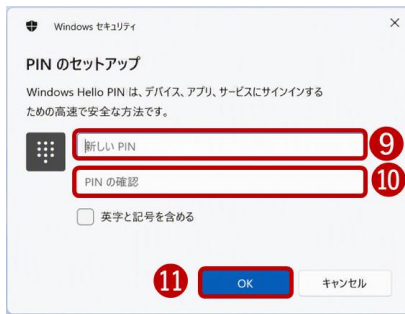 Windows セキュリティ
PIN のセットアップ
Windows Hello PIN は、デバイス、アプリ、サービスにサインインする
ための高速で安全な方法です。
新しい PIN
9
PIN の確認
10
英字と記号を含める
11
OK
キャンセル